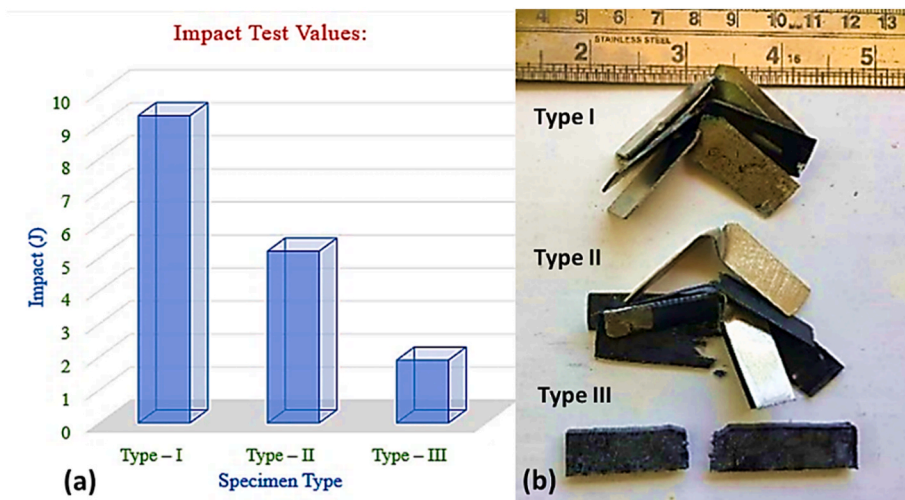 Impact Test Values:
10
9
8
7
6
5
4
3
2
1
0
Impact (J)
Type – I Type – II Type – III
Specimen Type
(a)
4 5 6 7 8 9 10 MM 11 12 13
STAINLESS STEEL
2 3 4 16 5
Type I
Type II
Type III
(b)